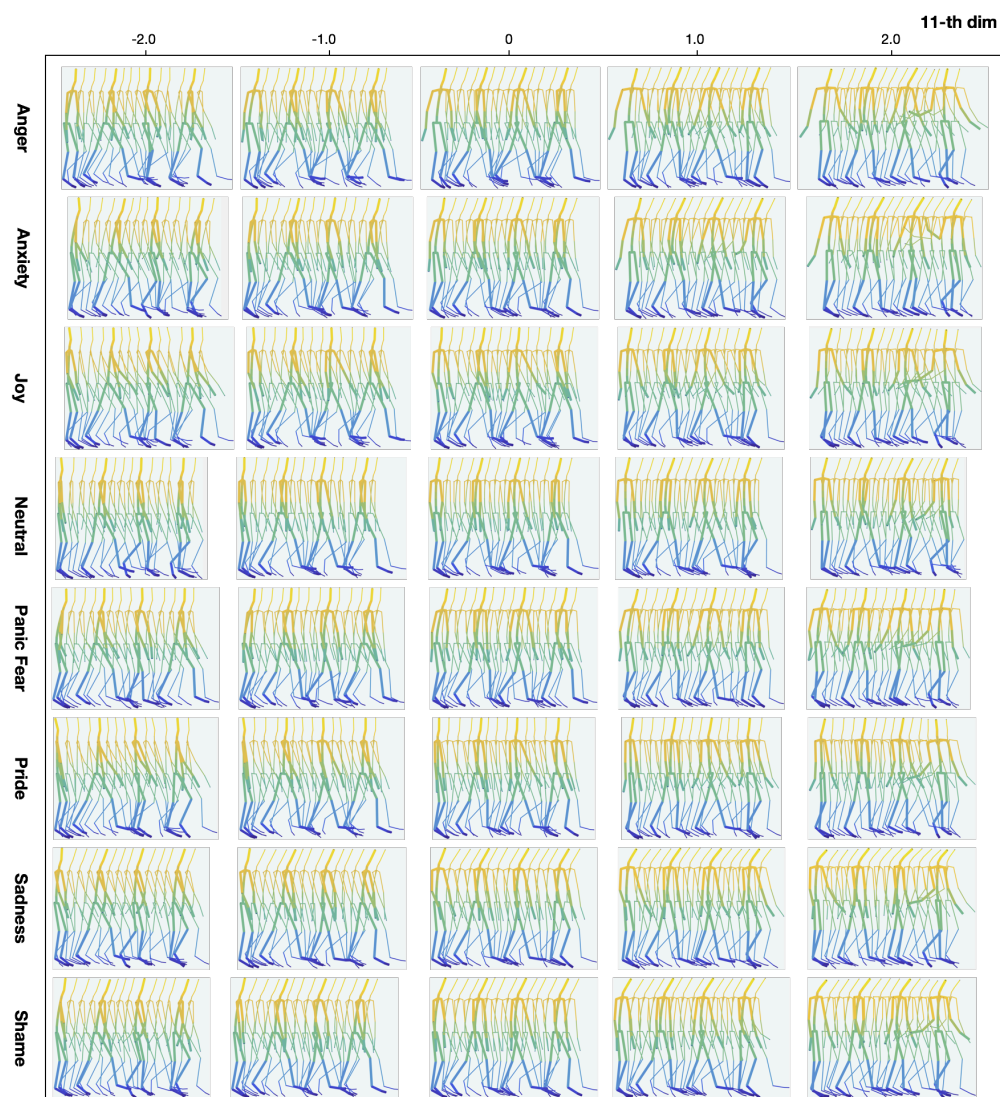 11-th dim
-2.0 -1.0 0 1.0 2.0
Anger
Anxiety
Joy
Neutral
Panic Fear
Pride
Sadness
Shame